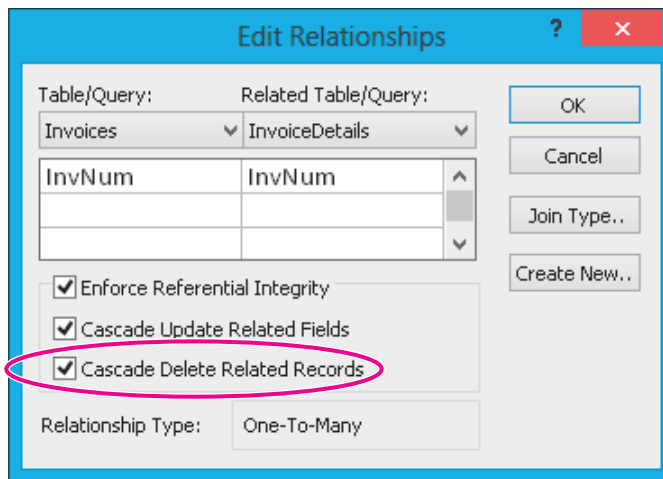 Edit Relationships ? ×
Table/Query: Related Table/Query:
Invoices InvoiceDetails
InvNum InvNum
Enforce Referential Integrity
Cascade Update Related Fields
Cascade Delete Related Records
Relationship Type: One-To-Many
OK
Cancel
Join Type..
Create New..